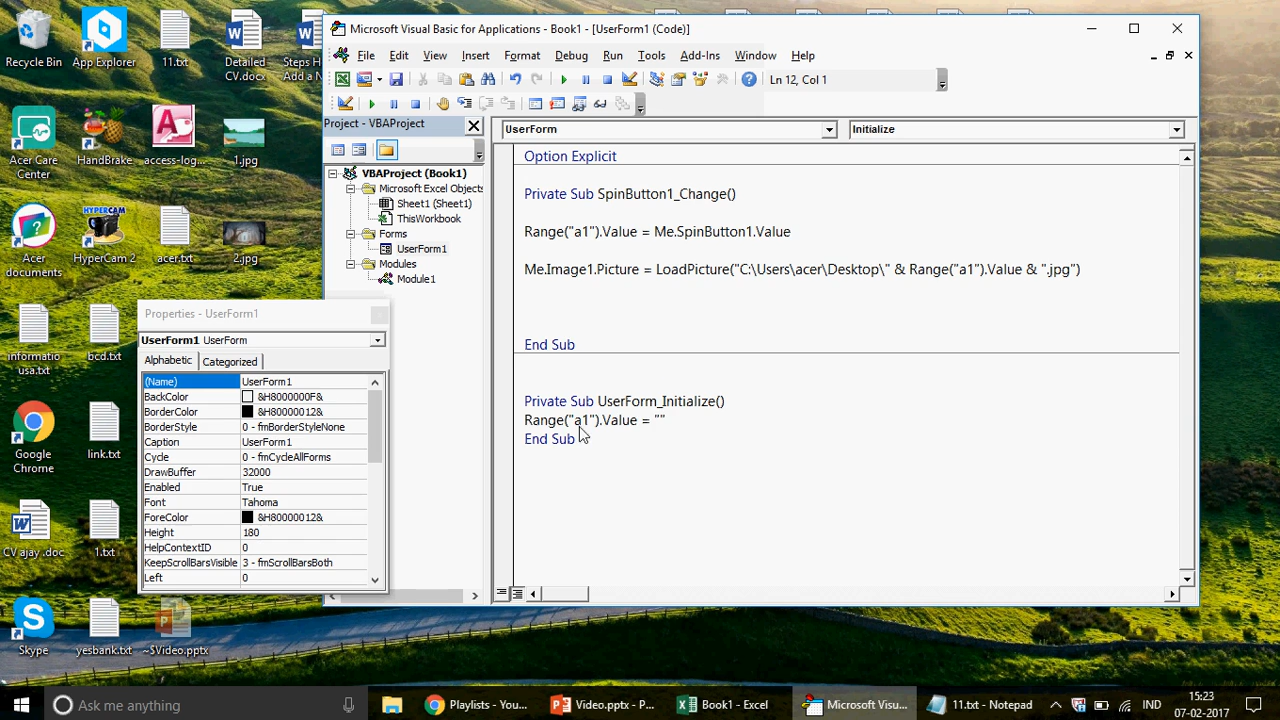 Recycle Bin
App Explorer
11.txt
Detailed
CV.docx
Steps H
Add a N
Acer Care
Center
HandBrake
access-log...
1.jpg
Acer
documents
HyperCam 2
acer.txt
2.jpg
informatio
usa.txt
bcd.txt
Google
Chrome
link.txt
CV ajay .doc
1.txt
Skype
yesbank.txt
~$Video.pptx
Microsoft Visual Basic for Applications - Book1 - [UserForm1 (Code)]
File Edit View Insert Format Debug Run Tools Add-Ins Window Help
Ln 12, Col 1
Project - VBAProject
VBAProject (Book1)
Microsoft Excel Objects
Sheet1 (Sheet1)
ThisWorkbook
Forms
UserForm1
Modules
Module1
UserForm
Initialize
Option Explicit
Private Sub SpinButton1_Change()
Range("a1").Value = Me.SpinButton1.Value
Me.Image1.Picture = LoadPicture("C:\Users\acer\Desktop\" & Range("a1").Value & ".jpg")
End Sub
Private Sub UserForm_Initialize()
Range("a1").Value = ""
End Sub
Properties - UserForm1
UserForm1 UserForm
Alphabetic Categorized
(Name) UserForm1
BackColor &H8000000F&
BorderColor &H80000012&
BorderStyle 0 - fmBorderStyleNone
Caption UserForm1
Cycle 0 - fmCycleAllForms
DrawBuffer 32000
Enabled True
Font Tahoma
ForeColor &H80000012&
Height 180
HelpContextID 0
KeepScrollBarsVisible 3 - fmScrollBarsBoth
Left 0
Ask me anything
Playlists - You...
Video.pptx - P...
Book1 - Excel
Microsoft Visu...
11.txt - Notepad
IND
15:23
07-02-2017